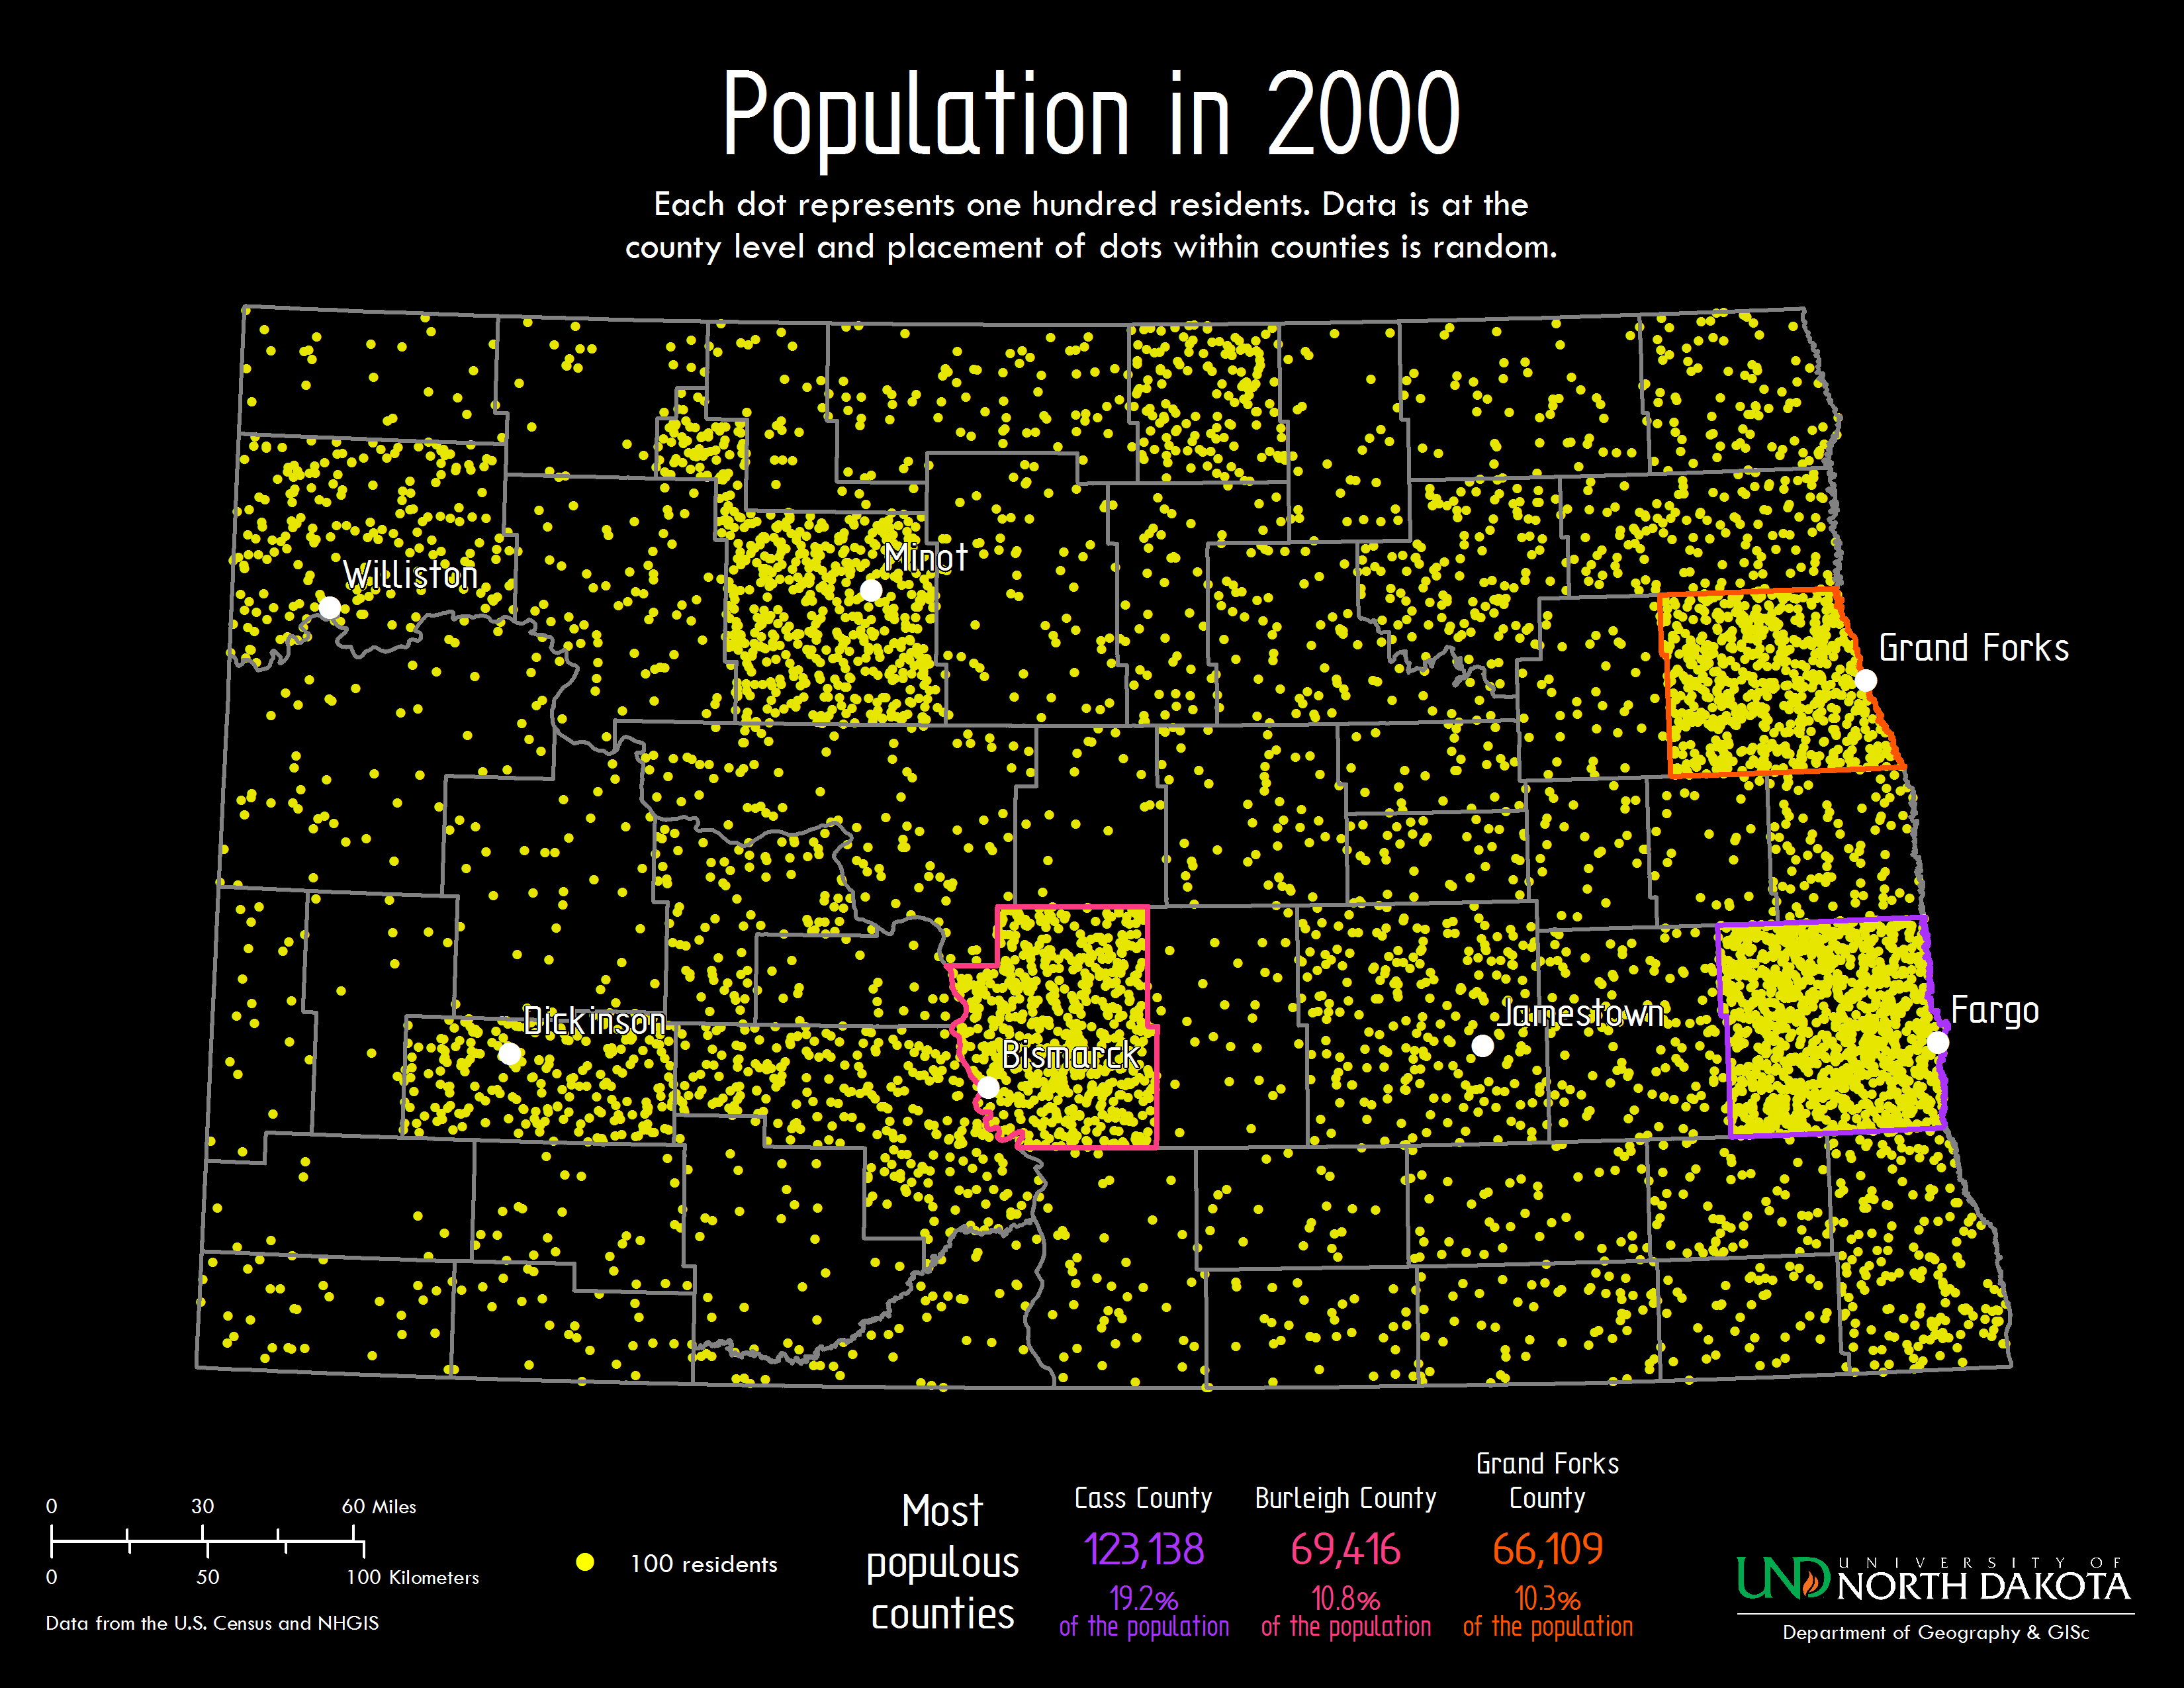 Population in 2000
Each dot represents one hundred residents. Data is at the
county level and placement of dots within counties is random.
Minot
Williston
Grand Forks
Dickinson
Jamestown
Fargo
Bismarck
0 30 60 Miles
0 50 100 Kilometers
Data from the U.S. Census and NHGIS
100 residents
Most
populous
counties
Cass County
123,138
19.2%
of the population
Burleigh County
69,416
10.8%
of the population
Grand Forks
County
66,109
10.3%
of the population
UND
UNIVERSITY OF
NORTH DAKOTA
Department of Geography & GISc